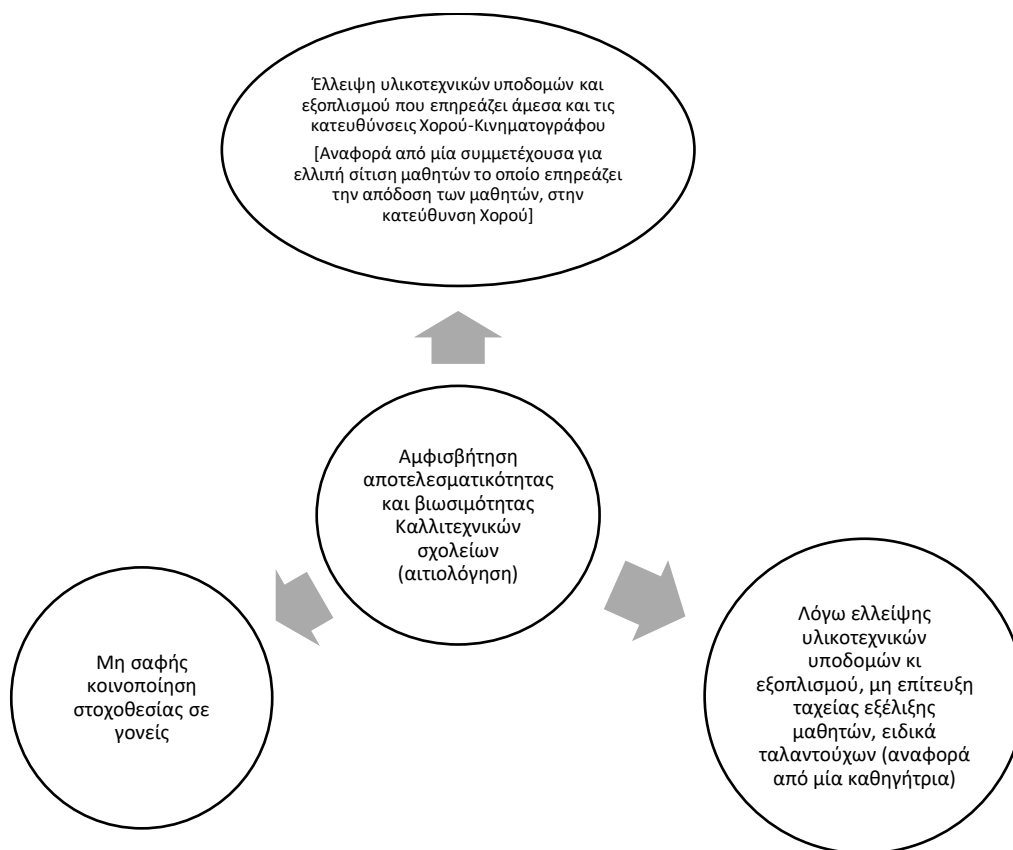 Έλλειψη υλικοτεχνικών υποδομών και
εξοπλισμού που επηρεάζει άμεσα και τις
κατευθύνσεις Χορού-Κινηματογράφου
[Αναφορά από μία συμμετέχουσα για
ελλιπή σίτιση μαθητών το οποίο επηρεάζει
την απόδοση των μαθητών, στην
κατεύθυνση Χορού]
Αμφισβήτηση
αποτελεσματικότητας
και βιωσιμότητας
Καλλιτεχνικών
σχολείων
(αιτιολόγηση)
Μη σαφής
κοινοποίηση
στοχοθεσίας σε
γονείς
Λόγω ελλείψης
υλικοτεχνικών
υποδομών κι
εξοπλισμού, μη επίτευξη
ταχείας εξέλιξης
μαθητών, ειδικά
ταλαντούχων (αναφορά
από μία καθηγήτρια)